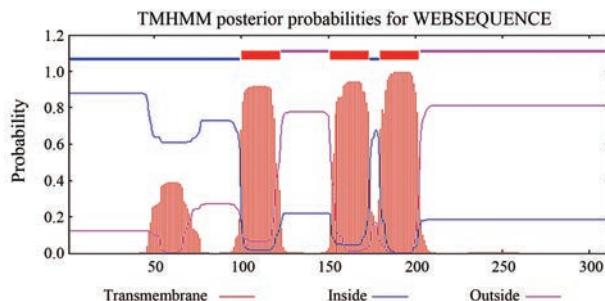 TMHMM posterior probabilities for WEBSEQUENCE
1.2
1.0
0.8
0.6
0.4
0.2
0.0
Probability
50 100 150 200 250 300
Transmembrane Inside Outside